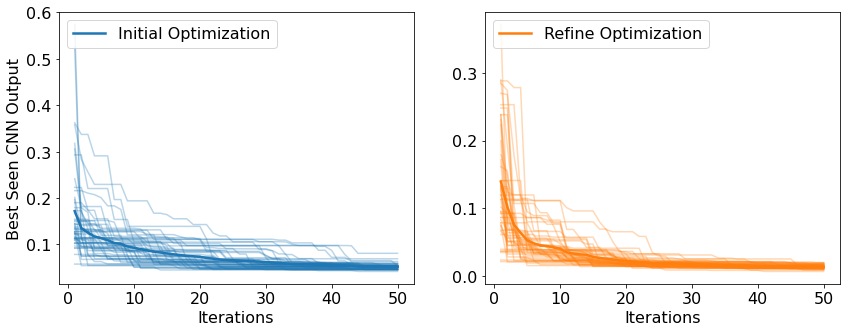 Initial Optimization
Best Seen CNN Output
0.6
0.5
0.4
0.3
0.2
0.1
0 10 20 30 40 50
Iterations
Refine Optimization
0.3
0.2
0.1
0.0
0 10 20 30 40 50
Iterations